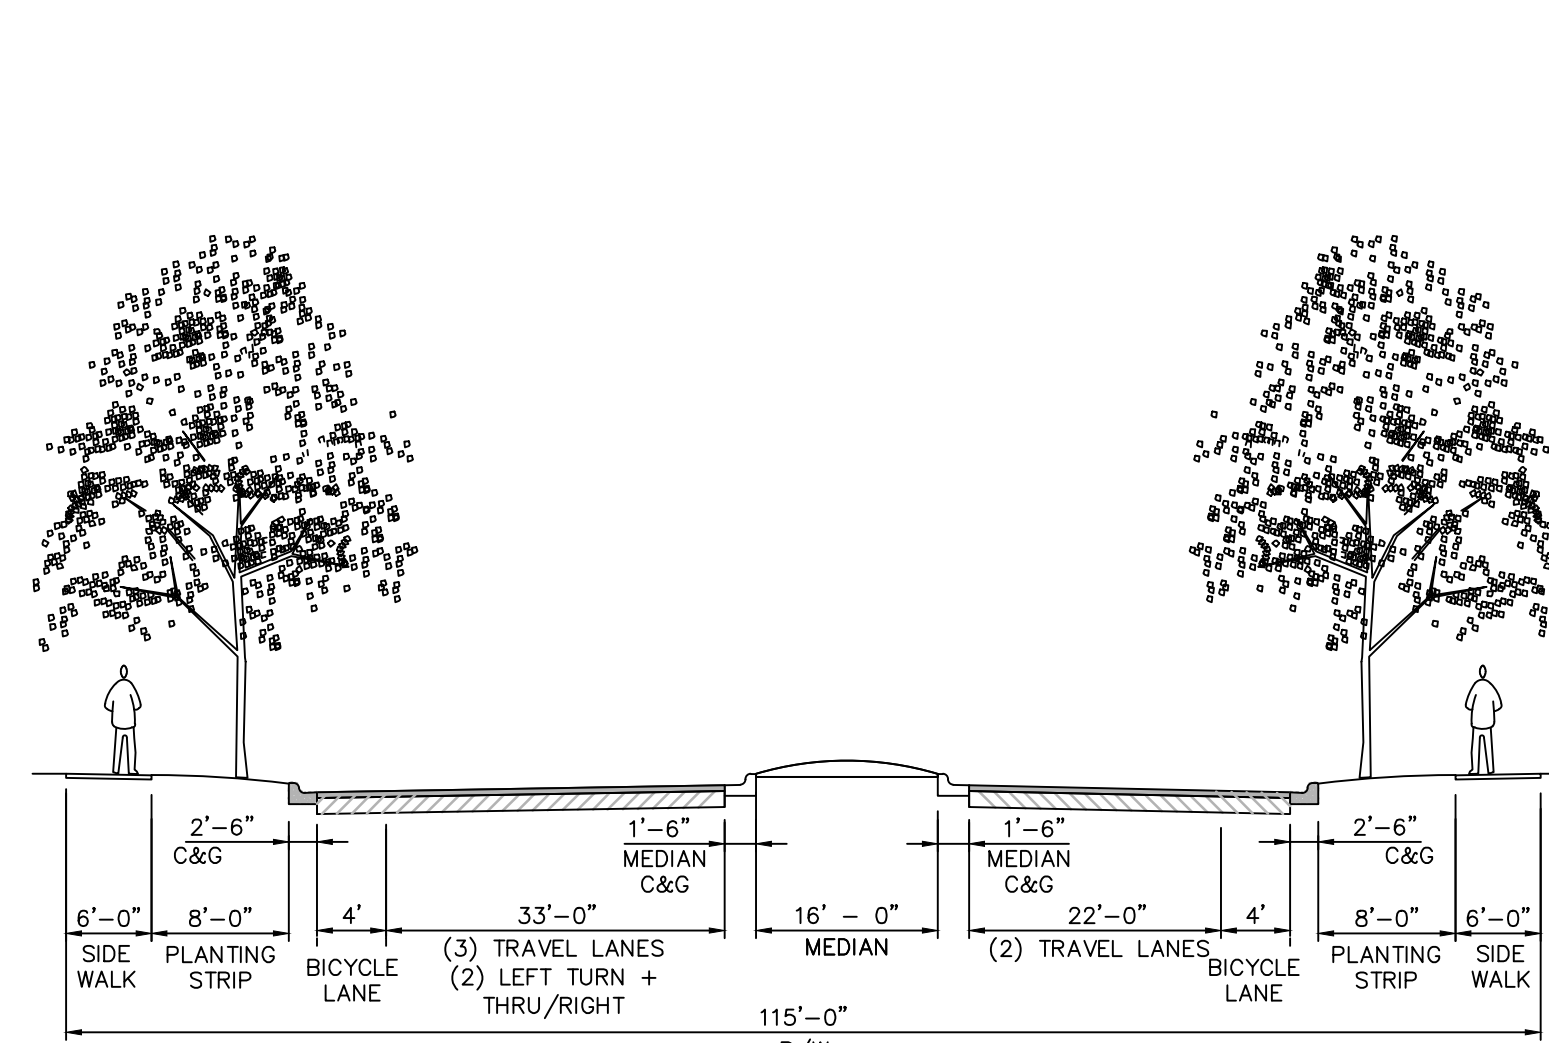 2'-6"
C&G
1'-6"
MEDIAN
C&G
1'-6"
MEDIAN
C&G
2'-6"
C&G
6'-0"
SIDE
WALK
8'-0"
PLANTING
STRIP
4'
BICYCLE
LANE
33'-0"
(3) TRAVEL LANES
(2) LEFT TURN +
THRU/RIGHT
16' - 0"
MEDIAN
22'-0"
(2) TRAVEL LANES
4'
BICYCLE
LANE
8'-0"
PLANTING
STRIP
6'-0"
SIDE
WALK
115'-0"